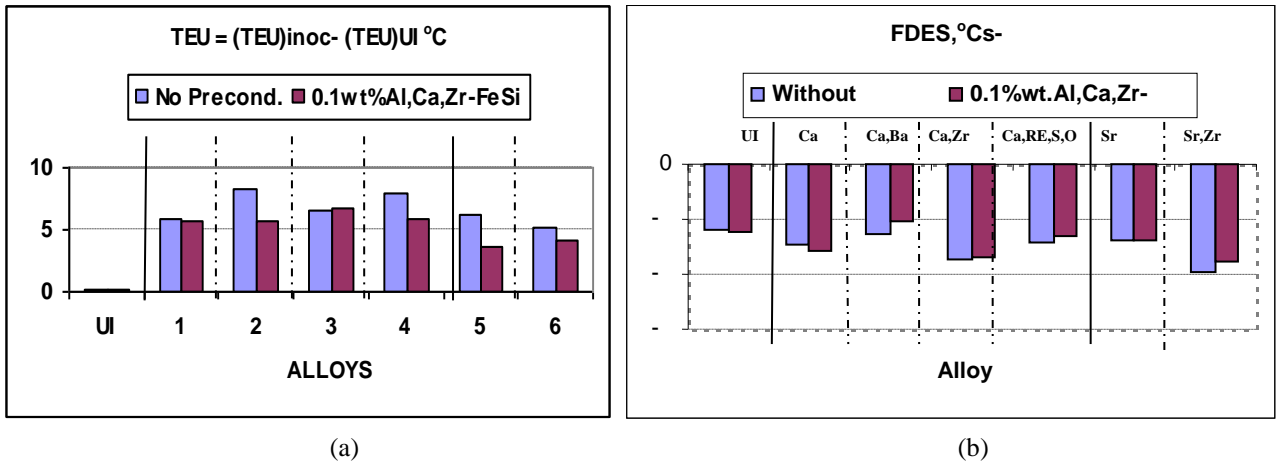 TEU = (TEU)inoc- (TEU)UI °C
No Precond. 0.1wt%Al,Ca,Zr-FeSi
10
5
0
UI 1 2 3 4 5 6
ALLOYS
(a)
FDES,°Cs-
Without 0.1%wt.Al,Ca,Zr-
UI Ca Ca,Ba Ca,Zr Ca,RE,S,O Sr Sr,Zr
0
-
-
-
Alloy
(b)